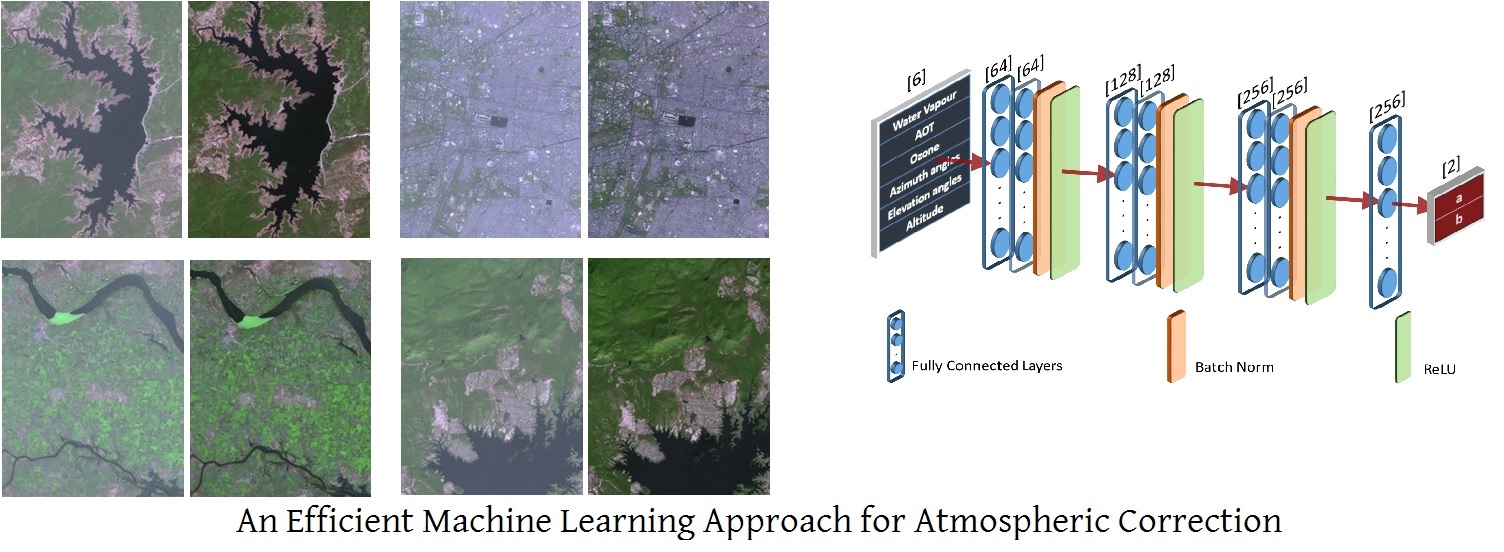 [6]
Water Vapour
AOT
Ozone
Azimuth angles
Elevation angles
Altitude
[64]
[64]
[128]
[128]
[256]
[256]
[256]
[2]
a
b
Fully Connected Layers
Batch Norm
ReLU
An Efficient Machine Learning Approach for Atmospheric Correction